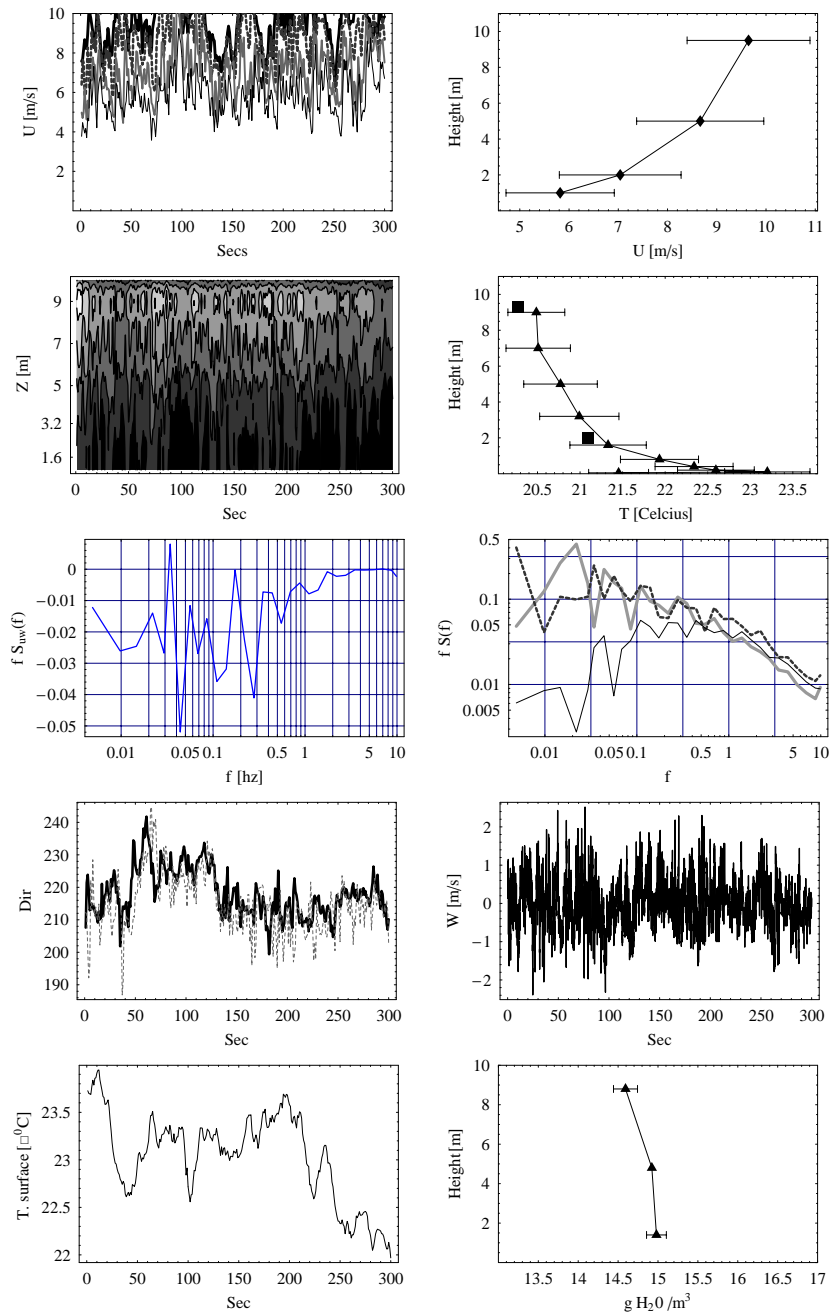 10
8
6
4
2
U [m/s]
0 50 100 150 200 250 300
Secs
10
8
6
4
2
Height [m]
5 6 7 8 9 10 11
U [m/s]
9
7
5
3.2
1.6
Z [m]
0 50 100 150 200 250 300
Sec
10
8
6
4
2
Height [m]
20.5 21 21.5 22 22.5 23 23.5
T [Celcius]
0
−0.01
−0.02
−0.03
−0.04
−0.05
f Suw(f)
0.01 0.05 0.1 0.5 1 5 10
f [hz]
0.5
0.1
0.05
0.01
0.005
f S(f)
0.01 0.05 0.1 0.5 1 5 10
f
240
230
220
210
200
190
Dir
0 50 100 150 200 250 300
Sec
2
1
0
−1
−2
W [m/s]
0 50 100 150 200 250 300
Sec
23.5
23
22.5
22
T. surface [□⁰C]
0 50 100 150 200 250 300
Sec
10
8
6
4
2
Height [m]
13.5 14 14.5 15 15.5 16 16.5 17
g H₂0 /m³